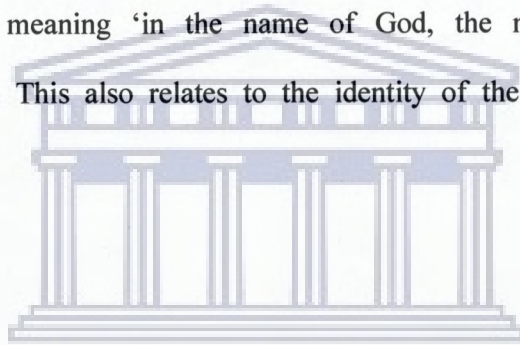 meaning ‘in the name of God, the
This also relates to the identity of the